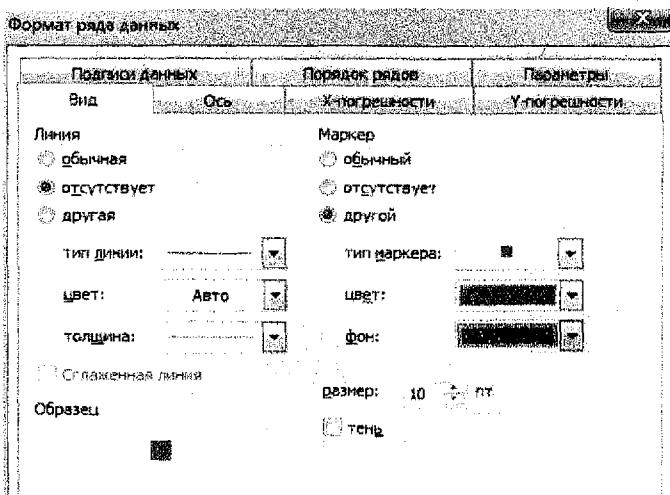 Формат ряда данных
Подписи данных Порядок рядов Параметры
Вид Ось X-погрешности Y-погрешности
Линия Маркер
обычная обычный
отсутствует отсутствует
другая другой
тип линии: тип маркера:
цвет: Авто цвет:
толщина: фон:
Сглаженная линия
размер: 10 пт
Образец
тень